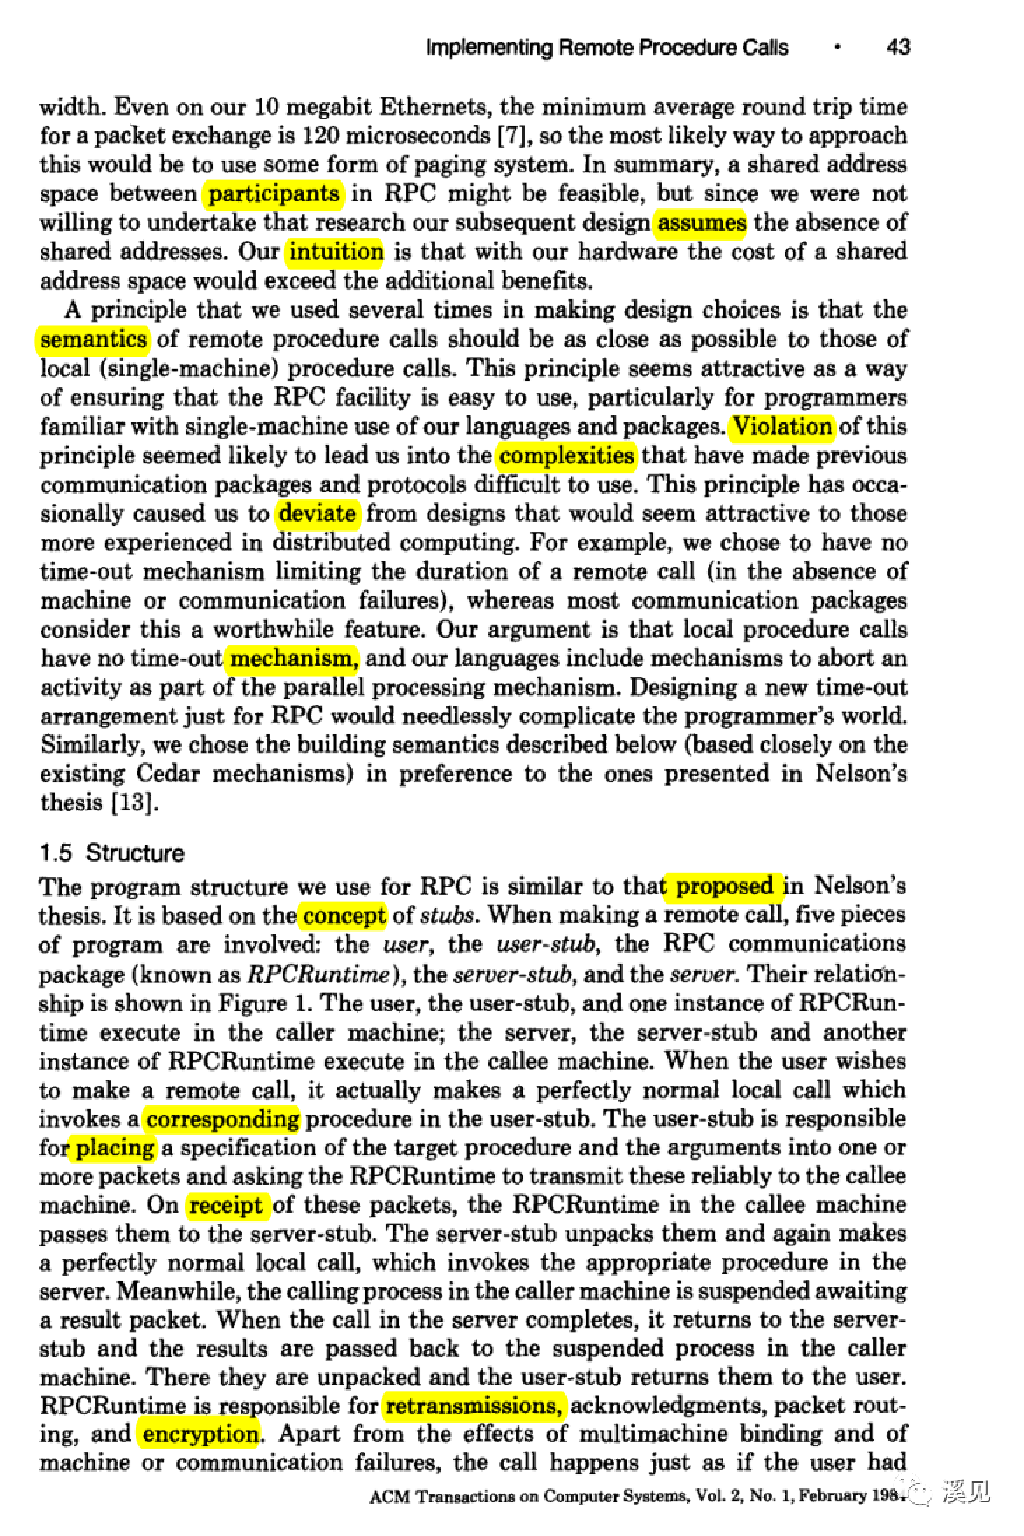 Implementing Remote Procedure Calls • 43
width. Even on our 10 megabit Ethernets, the minimum average round trip time
for a packet exchange is 120 microseconds [7], so the most likely way to approach
this would be to use some form of paging system. In summary, a shared address
space between participants in RPC might be feasible, but since we were not
willing to undertake that research our subsequent design assumes the absence of
shared addresses. Our intuition is that with our hardware the cost of a shared
address space would exceed the additional benefits.
A principle that we used several times in making design choices is that the
semantics of remote procedure calls should be as close as possible to those of
local (single-machine) procedure calls. This principle seems attractive as a way
of ensuring that the RPC facility is easy to use, particularly for programmers
familiar with single-machine use of our languages and packages. Violation of this
principle seemed likely to lead us into the complexities that have made previous
communication packages and protocols difficult to use. This principle has occa-
sionally caused us to deviate from designs that would seem attractive to those
more experienced in distributed computing. For example, we chose to have no
time-out mechanism limiting the duration of a remote call (in the absence of
machine or communication failures), whereas most communication packages
consider this a worthwhile feature. Our argument is that local procedure calls
have no time-out mechanism, and our languages include mechanisms to abort an
activity as part of the parallel processing mechanism. Designing a new time-out
arrangement just for RPC would needlessly complicate the programmer's world.
Similarly, we chose the building semantics described below (based closely on the
existing Cedar mechanisms) in preference to the ones presented in Nelson's
thesis [13].
1.5 Structure
The program structure we use for RPC is similar to that proposed in Nelson's
thesis. It is based on the concept of stubs. When making a remote call, five pieces
of program are involved: the user, the user-stub, the RPC communications
package (known as RPCRuntime), the server-stub, and the server. Their relation-
ship is shown in Figure 1. The user, the user-stub, and one instance of RPCRun-
time execute in the caller machine; the server, the server-stub and another
instance of RPCRuntime execute in the callee machine. When the user wishes
to make a remote call, it actually makes a perfectly normal local call which
invokes a corresponding procedure in the user-stub. The user-stub is responsible
for placing a specification of the target procedure and the arguments into one or
more packets and asking the RPCRuntime to transmit these reliably to the callee
machine. On receipt of these packets, the RPCRuntime in the callee machine
passes them to the server-stub. The server-stub unpacks them and again makes
a perfectly normal local call, which invokes the appropriate procedure in the
server. Meanwhile, the calling process in the caller machine is suspended awaiting
a result packet. When the call in the server completes, it returns to the server-
stub and the results are passed back to the suspended process in the caller
machine. There they are unpacked and the user-stub returns them to the user.
RPCRuntime is responsible for retransmissions, acknowledgments, packet rout-
ing, and encryption. Apart from the effects of multimachine binding and of
machine or communication failures, the call happens just as if the user had
ACM Transactions on Computer Systems, Vol. 2, No. 1, February 1984.
溪见